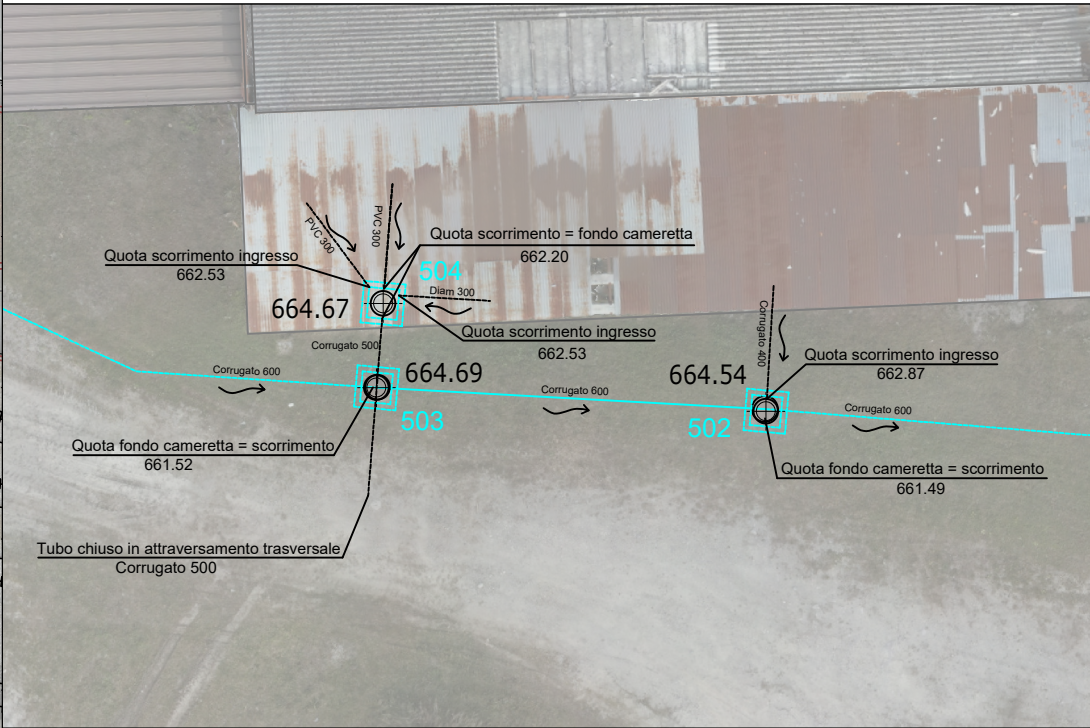 PVC 300
PVC 300
Quota scorrimento = fondo cameretta
662.20
Quota scorrimento ingresso
662.53
504
Diam 300
664.67
Quota scorrimento ingresso
662.53
Corrugato 500
Corrugato 400
Quota scorrimento ingresso
662.87
Corrugato 600
664.69
664.54
Corrugato 600
Corrugato 600
503
502
Quota fondo cameretta = scorrimento
661.52
Quota fondo cameretta = scorrimento
661.49
Tubo chiuso in attraversamento trasversale
Corrugato 500